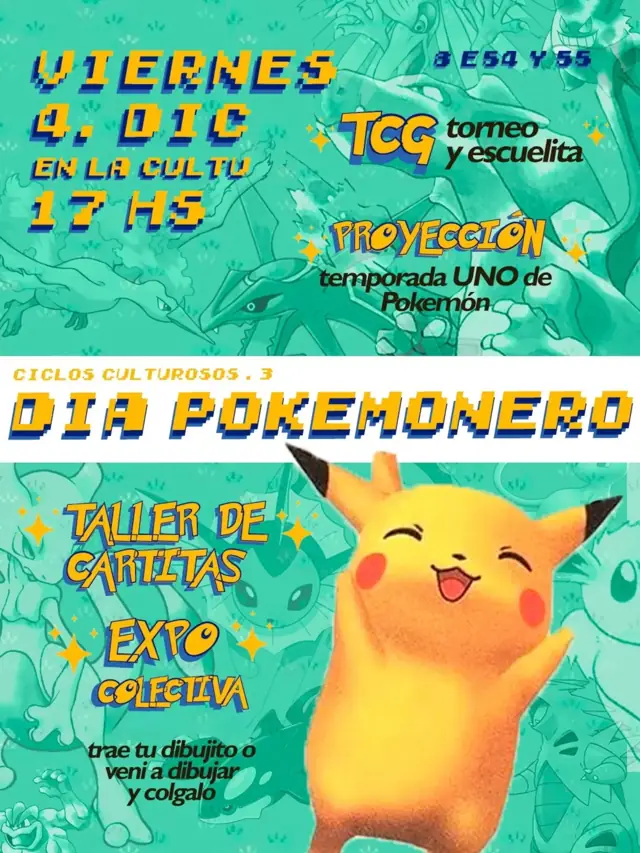 VIERNES
4. DIC
EN LA CULTU
17 HS
8 E54 Y 55
TCG torneo
y escuelita
PROYECCIÓN
temporada UNO de
Pokemón
CICLOS CULTUROSOS . 3
DIA POKEMONERO
TALLER DE
CARTITAS
EXPO
COLECTIVA
trae tu dibujito o
veni a dibujar
y colgalo